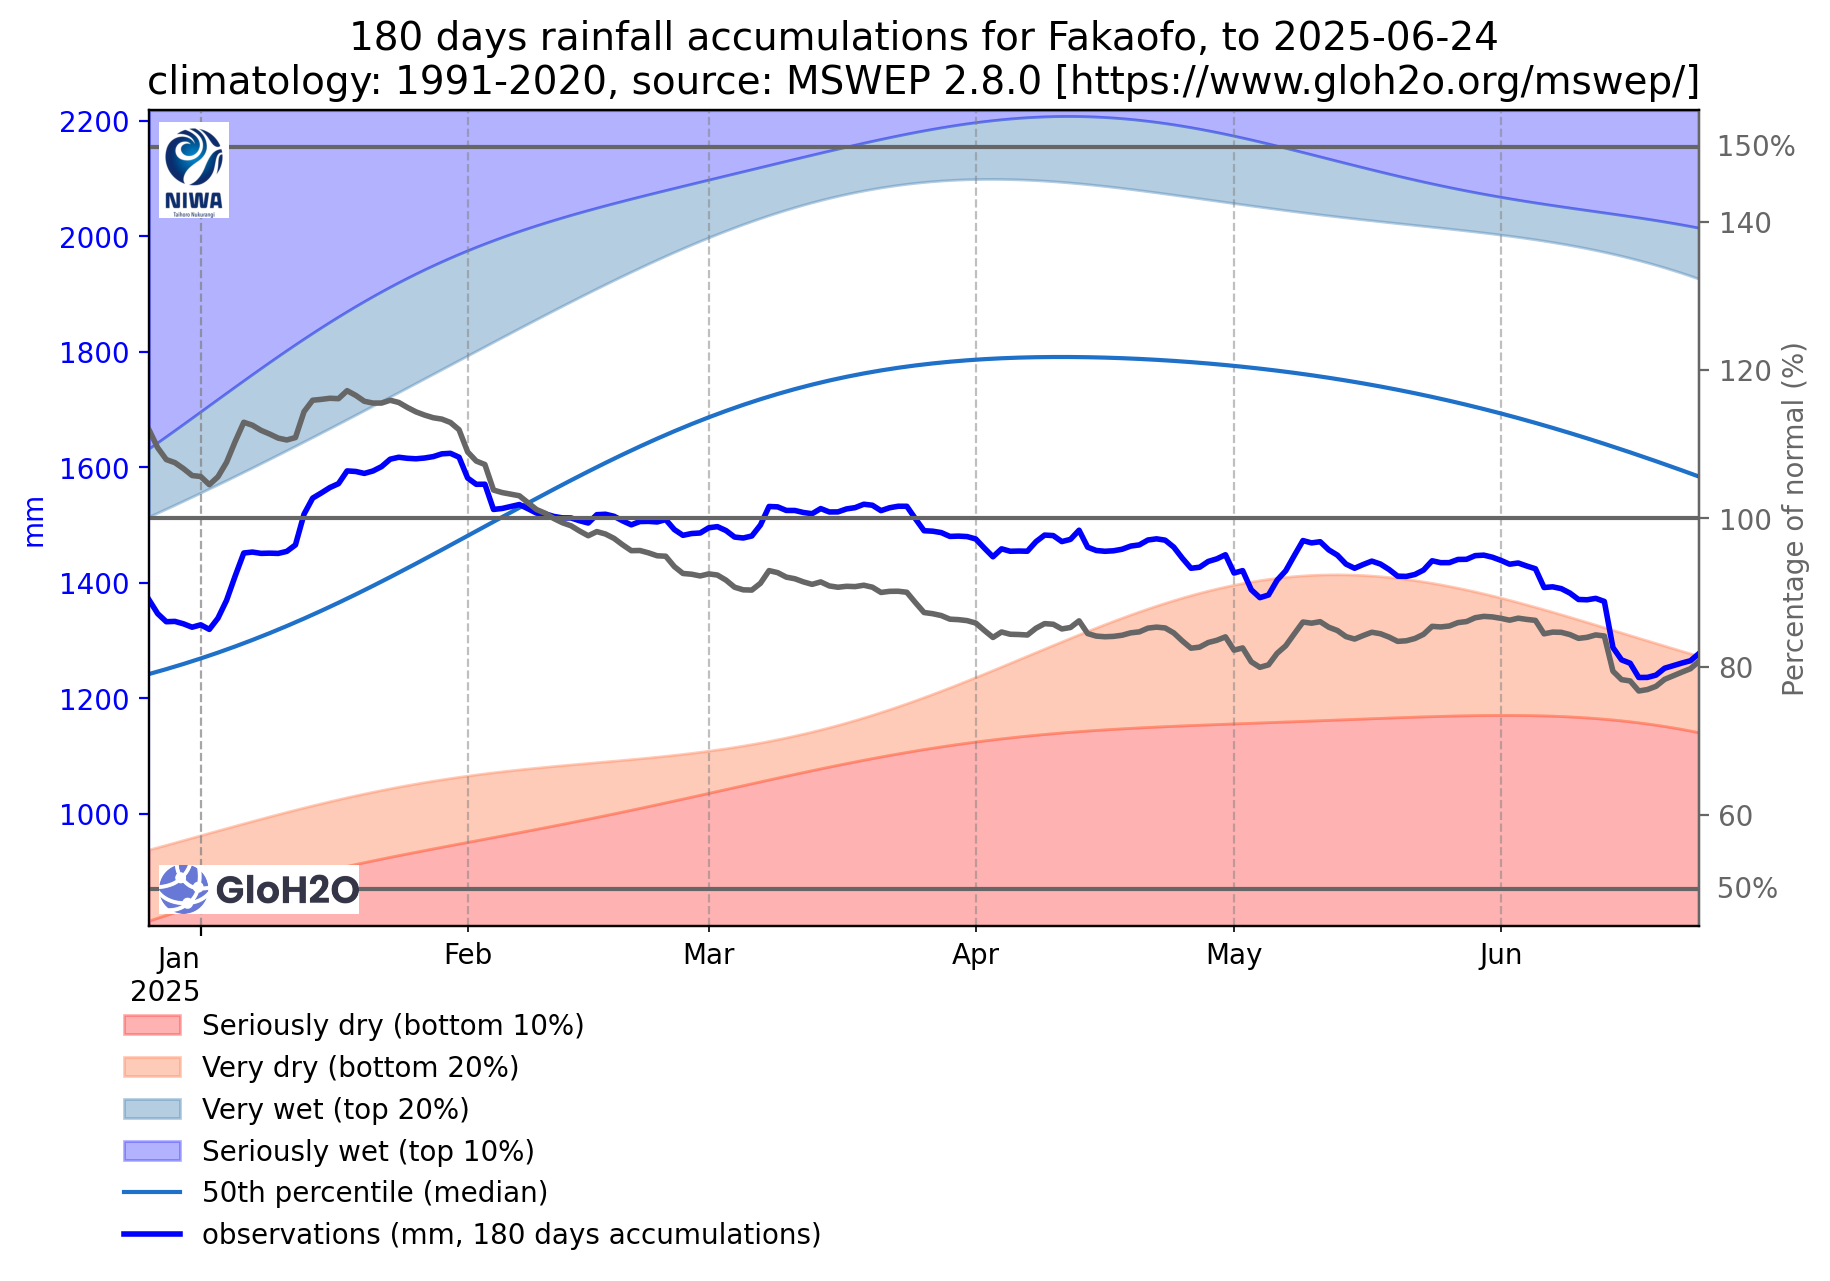 180 days rainfall accumulations for Fakaofo, to 2025-06-24
climatology: 1991-2020, source: MSWEP 2.8.0 [https://www.gloh2o.org/mswep/]
2200
2000
1800
1600
1400
1200
1000
mm
NIWA
Taihoro Nukurangi
GloH2O
150%
140
120
100
80
60
50%
Percentage of normal (%)
Jan
2025
Feb
Mar
Apr
May
Jun
Seriously dry (bottom 10%)
Very dry (bottom 20%)
Very wet (top 20%)
Seriously wet (top 10%)
50th percentile (median)
observations (mm, 180 days accumulations)